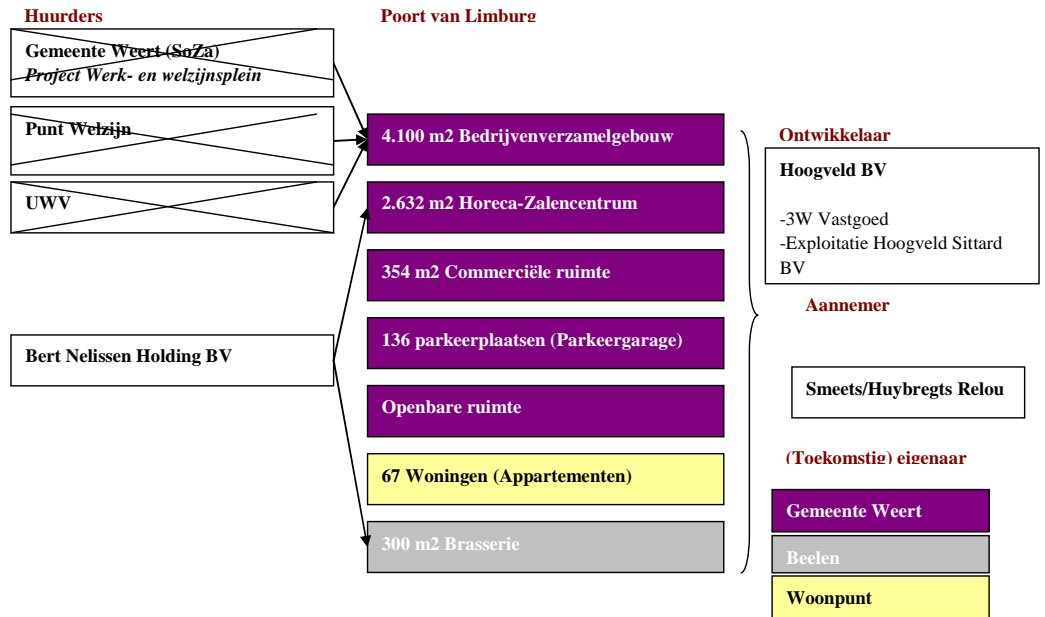 Huurders
Gemeente Weert (SoZa)
Project Werk- en welzijnsplein
Punt Welzijn
UWV
Bert Nelissen Holding BV
Poort van Limburg
4.100 m2 Bedrijvenverzamelgebouw
2.632 m2 Horeca-Zalencentrum
354 m2 Commerciële ruimte
136 parkeerplaatsen (Parkeergarage)
Openbare ruimte
67 Woningen (Appartementen)
300 m2 Brasserie
Ontwikkelaar
Hoogveld BV
-3W Vastgoed
-Exploitatie Hoogveld Sittard
BV
Aannemer
Smeets/Huybregts Relou
(Toekomstig) eigenaar
Gemeente Weert
Beelen
Woonpunt